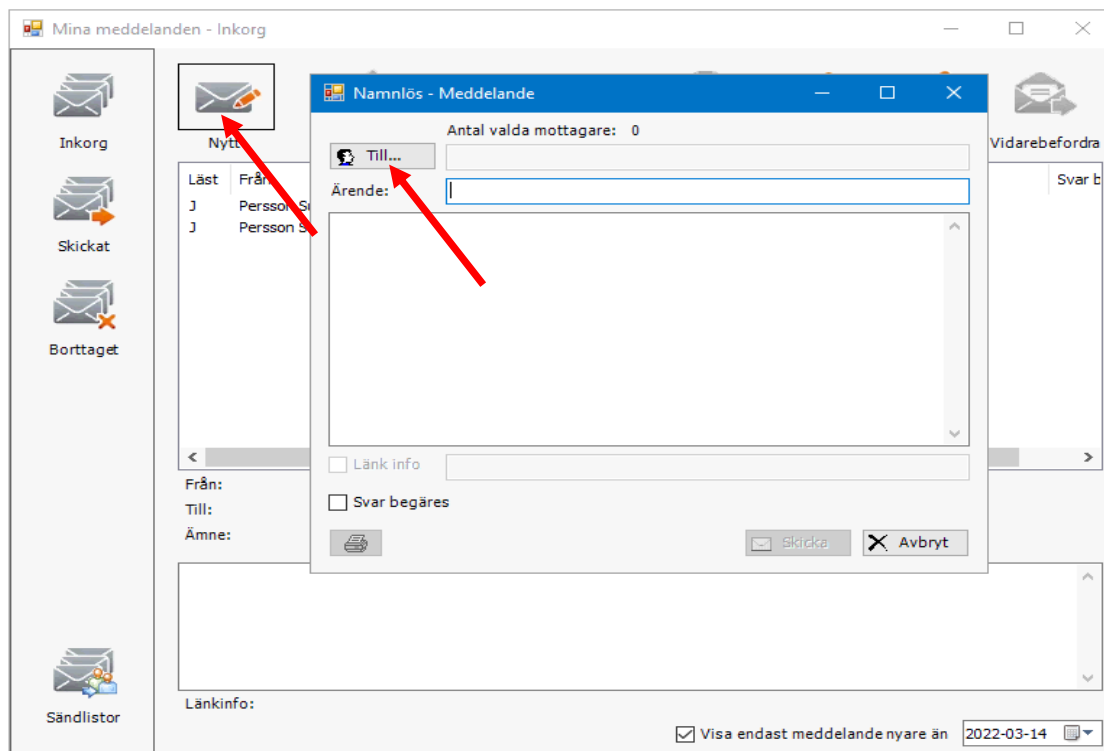 Mina meddelanden - Inkorg
Inkorg
Skickat
Borttaget
Sändlistor
Nytt
Vidarebefordra
Läst Från
Svar b
J Persson
J Persson S
Från:
Till:
Ämne:
Länkinfo:
Visa endast meddelande nyare än 2022-03-14
Namnlös - Meddelande
Antal valda mottagare: 0
Till...
Ärende:
Länk info
Svar begäres
Skicka
Avbryt